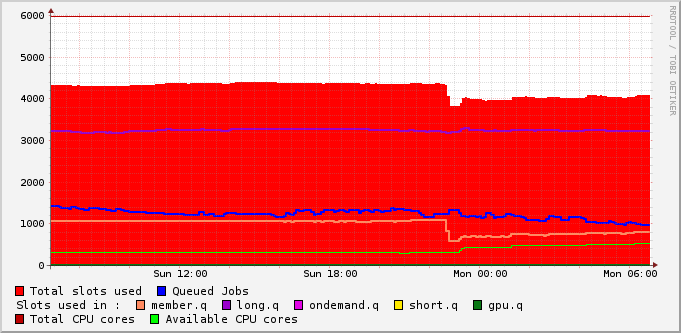 6000
5000
4000
3000
2000
1000
0
Sun 12:00 Sun 18:00 Mon 00:00 Mon 06:00
RRDTOOL / TOBI OETIKER
Total slots used Queued Jobs
Slots used in : member.q long.q ondemand.q short.q gpu.q
Total CPU cores Available CPU cores